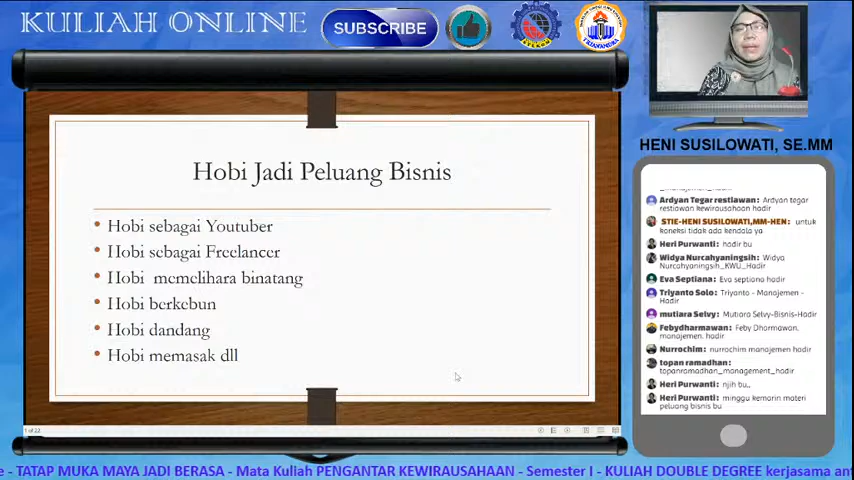 KULIAH ONLINE
SUBSCRIBE
Hobi Jadi Peluang Bisnis
Hobi sebagai Youtuber
Hobi sebagai Freelancer
Hobi memelihara binatang
Hobi berkebun
Hobi dandang
Hobi memasak dll
1 of 22
HENI SUSILOWATI, SE.MM
Ardyan Tegar restiawan: Ardyan tegar
restiawan kewirausahaan hadir
STIE-HENI SUSILOWATI,MM-HEN: untuk
koneksi tidak ada kendala ya
Heri Purwanti: hadir bu
Widya Nurcahyaningsih: Widya
Nurcahyaningsih_KWU_Hadir
Eva Septiana: Eva septiana hadir
Triyanto Solo: Triyanto - Manajemen -
Hadir
mutiara Selvy: Mutiara Selvy-Bisnis-Hadir
Febydharmawan: Feby Dharmawan,
manajemen, hadir
Nurrochim: nurrochim manajemen hadir
topan ramadhan:
topanramadhan_management_hadir
Heri Purwanti: njih bu,,
Heri Purwanti: minggu kemarin materi
peluang bisnis bu
e - TATAP MUKA MAYA JADI BERASA - Mata Kuliah PENGANTAR KEWIRAUSAHAAN - Semester I - KULIAH DOUBLE DEGREE kerjasama ant